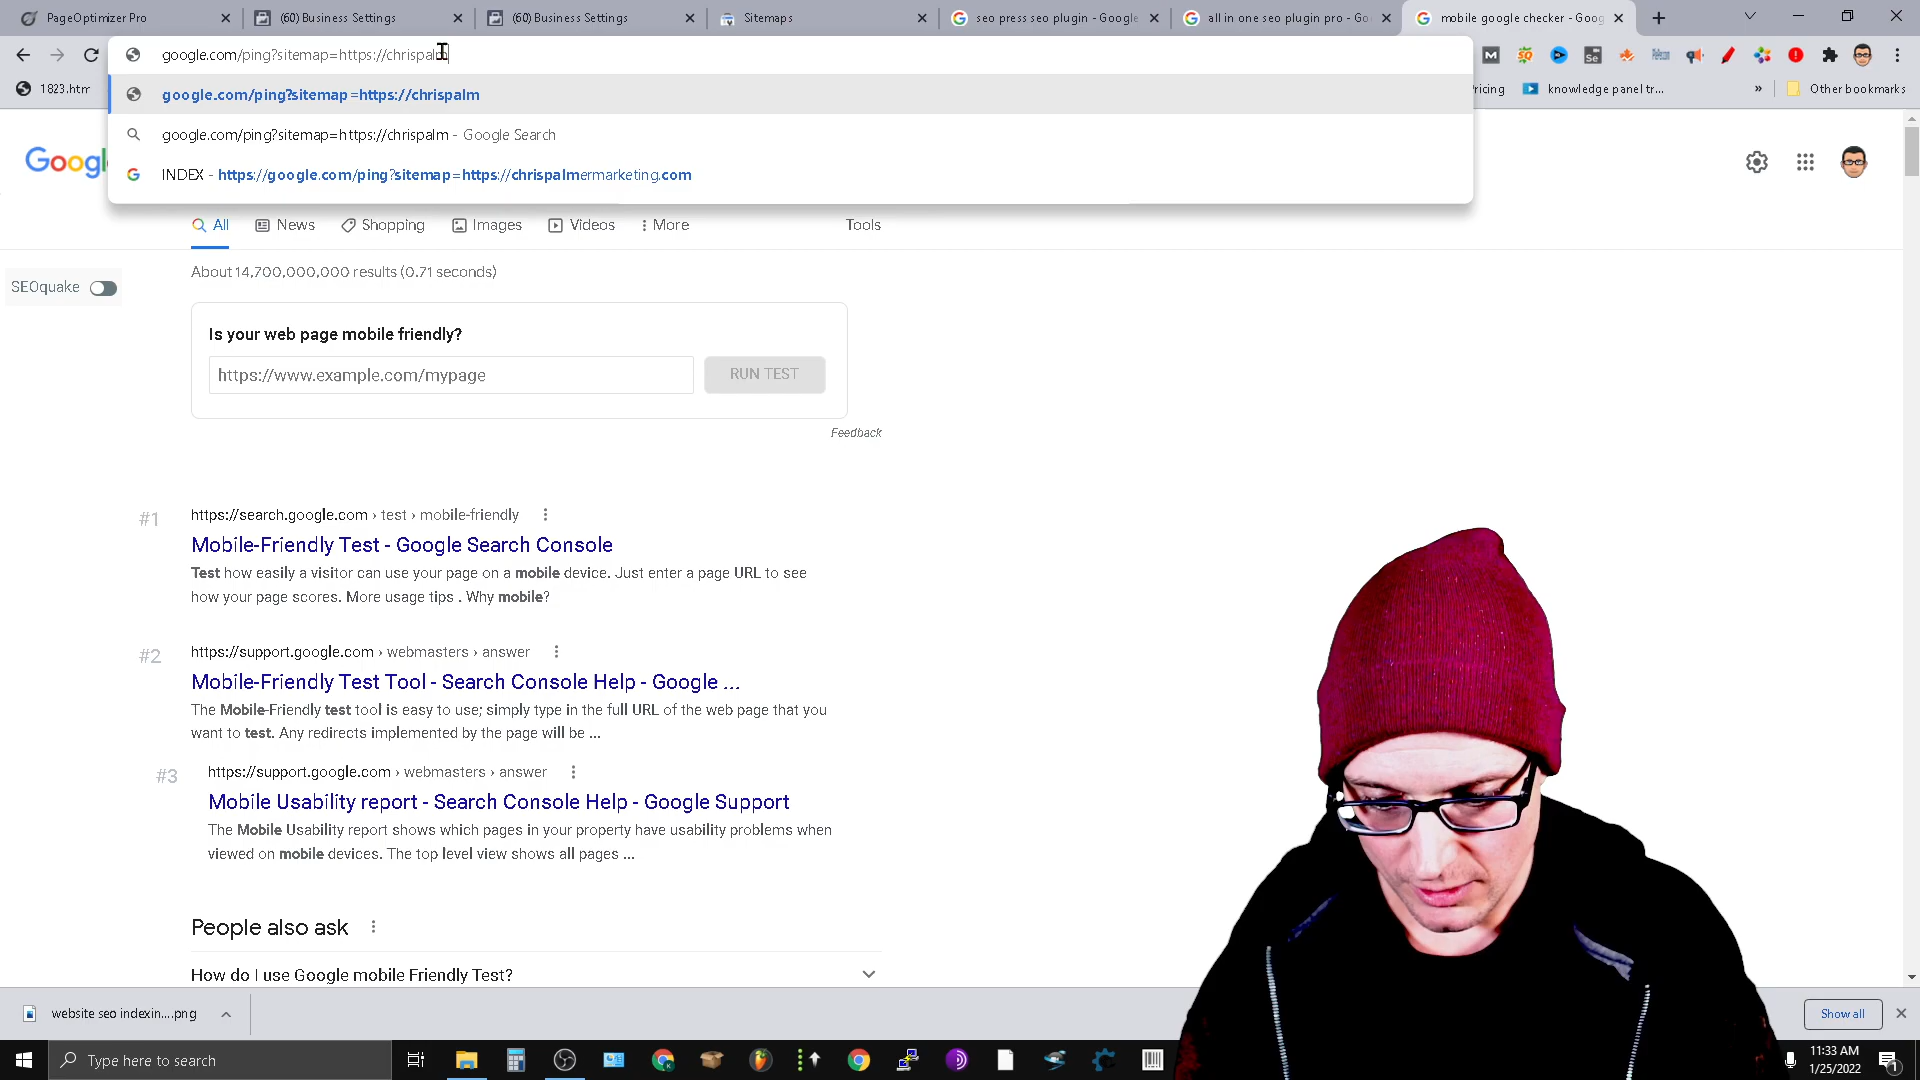 PageOptimizer Pro
(60) Business Settings
(60) Business Settings
Sitemaps
seo press seo plugin - Google
all in one seo plugin pro - Go
mobile google checker - Goog
google.com/ping?sitemap=https://chrispalm
1823.htm
google.com/ping?sitemap=https://chrispalm
ricing
knowledge panel tr...
»
Other bookmarks
google.com/ping?sitemap=https://chrispalm - Google Search
INDEX - https://google.com/ping?sitemap=https://chrispalmermarketing.com
Googl
All
News
Shopping
Images
Videos
More
Tools
About 14,700,000,000 results (0.71 seconds)
SEOquake
Is your web page mobile friendly?
https://www.example.com/mypage
RUN TEST
Feedback
#1
https://search.google.com › test › mobile-friendly
Mobile-Friendly Test - Google Search Console
Test how easily a visitor can use your page on a mobile device. Just enter a page URL to see
how your page scores. More usage tips . Why mobile?
#2
https://support.google.com › webmasters › answer
Mobile-Friendly Test Tool - Search Console Help - Google ...
The Mobile-Friendly test tool is easy to use; simply type in the full URL of the web page that you
want to test. Any redirects implemented by the page will be ...
#3
https://support.google.com › webmasters › answer
Mobile Usability report - Search Console Help - Google Support
The Mobile Usability report shows which pages in your property have usability problems when
viewed on mobile devices. The top level view shows all pages ...
People also ask
How do I use Google mobile Friendly Test?
website seo indexin....png
Show all
Type here to search
11:33 AM
1/25/2022